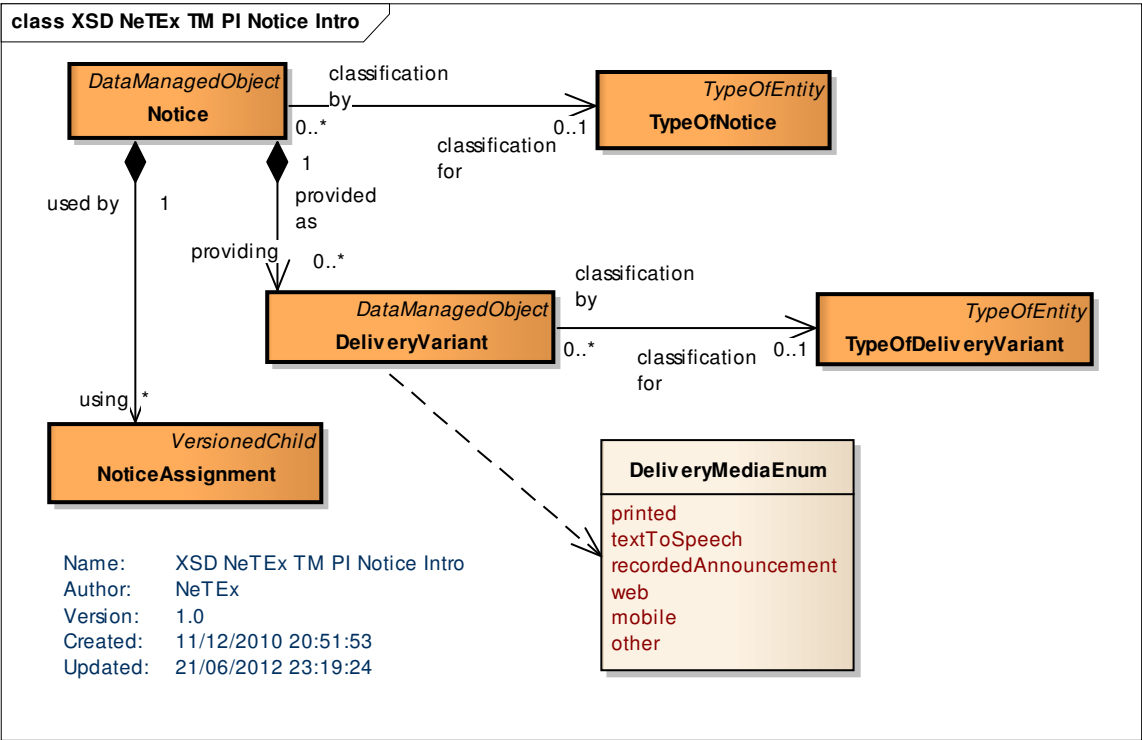 class XSD NeTEx TM PI Notice Intro
DataManagedObject
Notice
classification
by
0..*
0..1
classification
for
TypeOfEntity
TypeOfNotice
used by
1
1
provided
as
providing
0..*
DataManagedObject
DeliveryVariant
classification
by
0..*
0..1
classification
for
TypeOfEntity
TypeOfDeliveryVariant
using
*
VersionedChild
NoticeAssignment
DeliveryMediaEnum
printed
textToSpeech
recordedAnnouncement
web
mobile
other
Name: XSD NeTEx TM PI Notice Intro
Author: NeTEx
Version: 1.0
Created: 11/12/2010 20:51:53
Updated: 21/06/2012 23:19:24